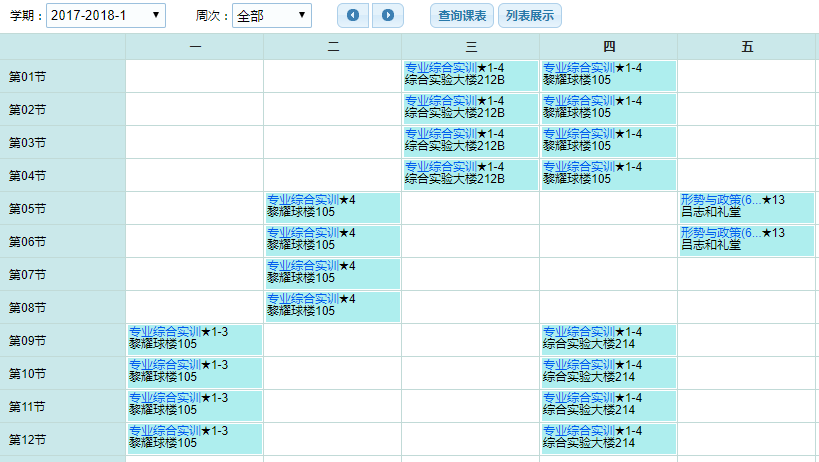 学期：2017-2018-1 周次：全部 查询课表 列表展示
一 二 三 四 五
第01节
专业综合实训★1-4
综合实验大楼212B
专业综合实训★1-4
黎耀球楼105
第02节
专业综合实训★1-4
综合实验大楼212B
专业综合实训★1-4
黎耀球楼105
第03节
专业综合实训★1-4
综合实验大楼212B
专业综合实训★1-4
黎耀球楼105
第04节
专业综合实训★1-4
综合实验大楼212B
专业综合实训★1-4
黎耀球楼105
第05节
专业综合实训★4
黎耀球楼105
形势与政策(6...★13
吕志和礼堂
第06节
专业综合实训★4
黎耀球楼105
形势与政策(6...★13
吕志和礼堂
第07节
专业综合实训★4
黎耀球楼105
第08节
专业综合实训★4
黎耀球楼105
第09节
专业综合实训★1-3
黎耀球楼105
专业综合实训★1-4
综合实验大楼214
第10节
专业综合实训★1-3
黎耀球楼105
专业综合实训★1-4
综合实验大楼214
第11节
专业综合实训★1-3
黎耀球楼105
专业综合实训★1-4
综合实验大楼214
第12节
专业综合实训★1-3
黎耀球楼105
专业综合实训★1-4
综合实验大楼214